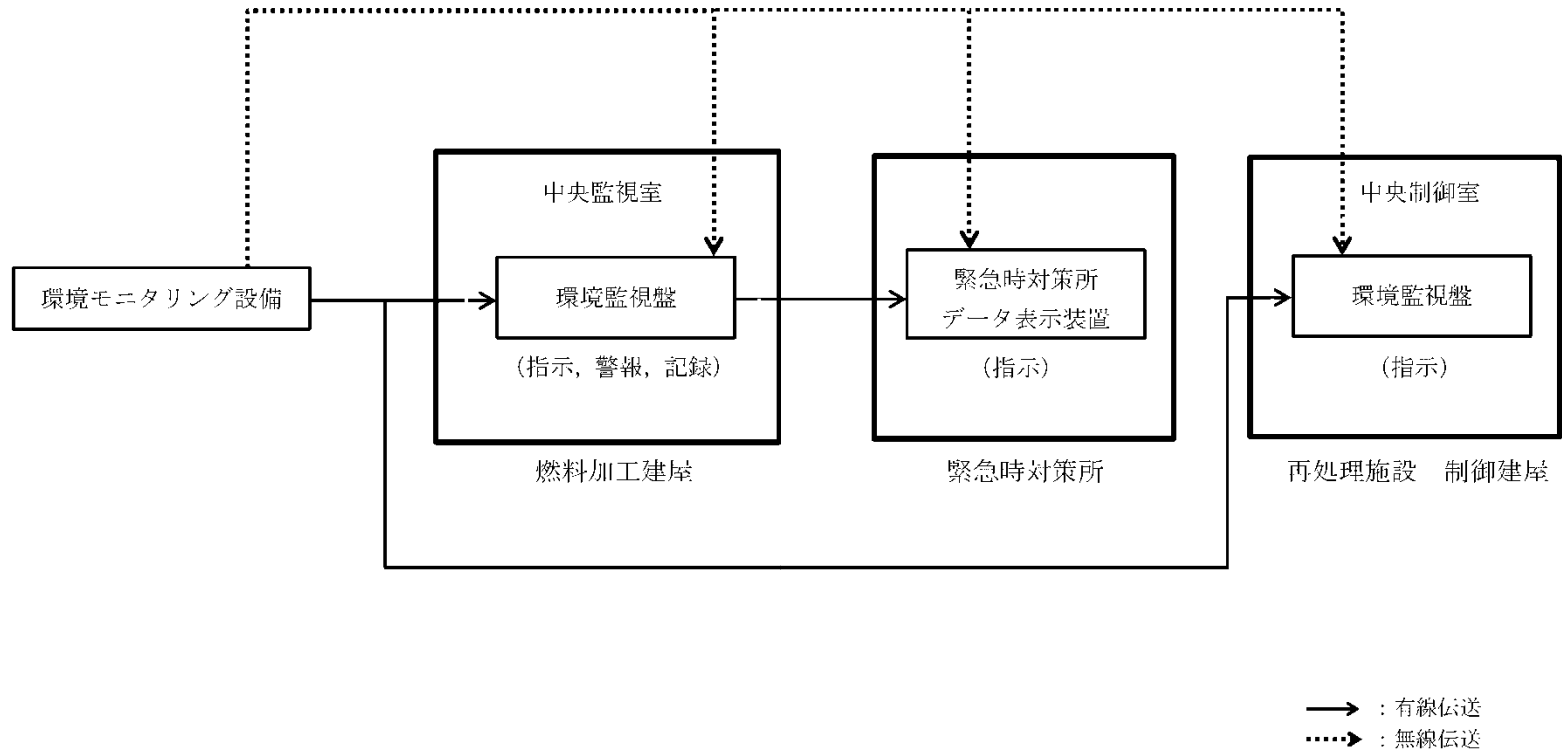 中央監視室
中央制御室
環境モニタリング設備
環境監視盤
緊急時対策所
データ表示装置
環境監視盤
(指示, 警報, 記録)
(指示)
(指示)
燃料加工建屋
緊急時対策所
再処理施設　制御建屋
: 有線伝送
: 無線伝送